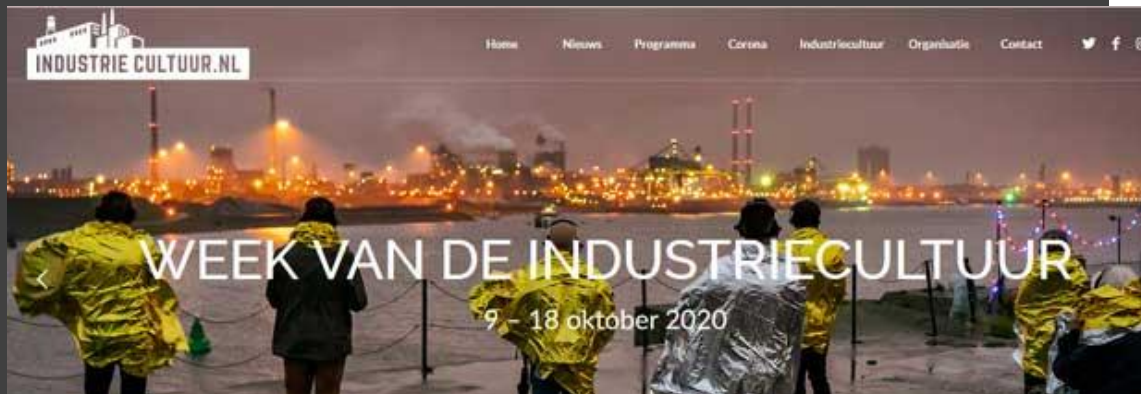 INDUSTRIE CULTUUR.NL
Home Nieuws Programma Corona Industriecultuur Organisatie Contact
WEEK VAN DE INDUSTRIECULTUUR
9 – 18 oktober 2020